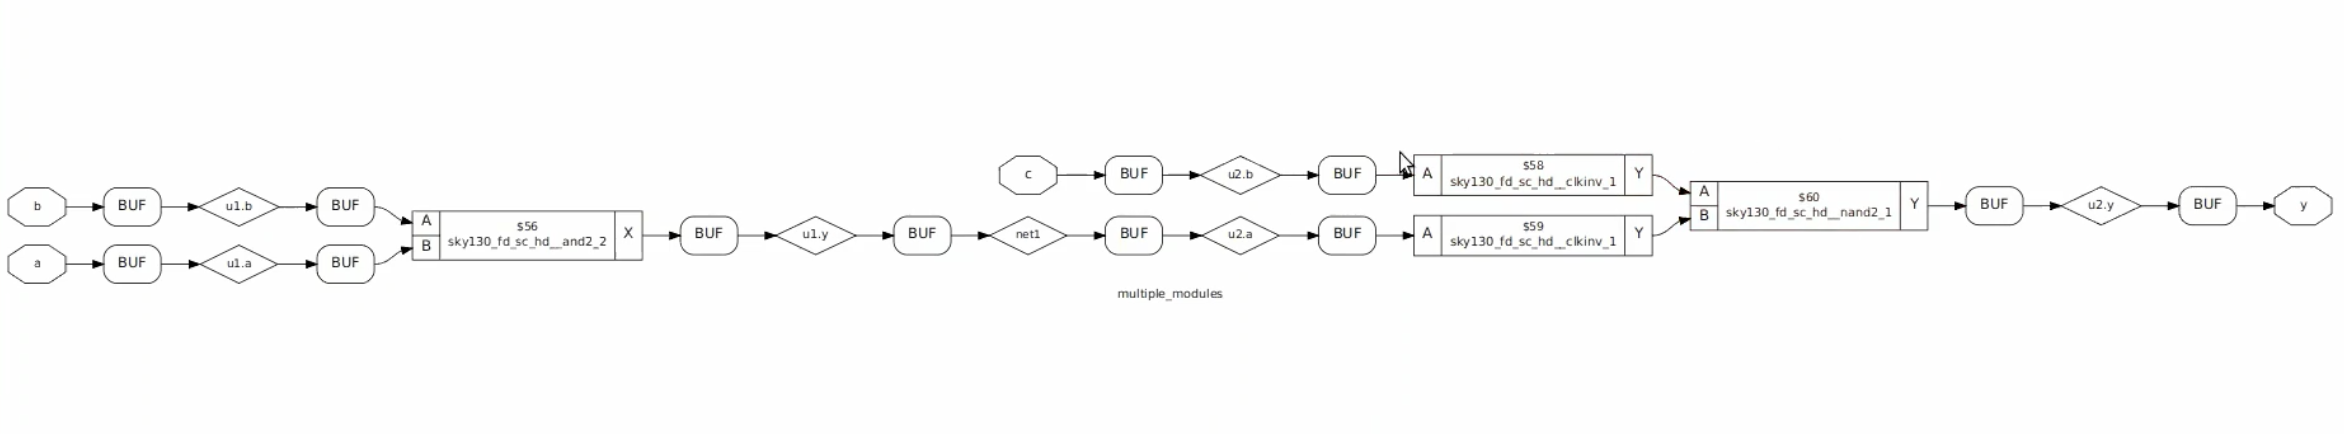 c
BUF
u2.b
BUF
A
$58
sky130_fd_sc_hd__clkinv_1
Y
b
BUF
u1.b
BUF
A
B
$56
sky130_fd_sc_hd__and2_2
X
a
BUF
u1.a
BUF
BUF
u1.y
BUF
net1
BUF
u2.a
BUF
A
$59
sky130_fd_sc_hd__clkinv_1
Y
A
B
$60
sky130_fd_sc_hd__nand2_1
Y
BUF
u2.y
BUF
y
multiple_modules